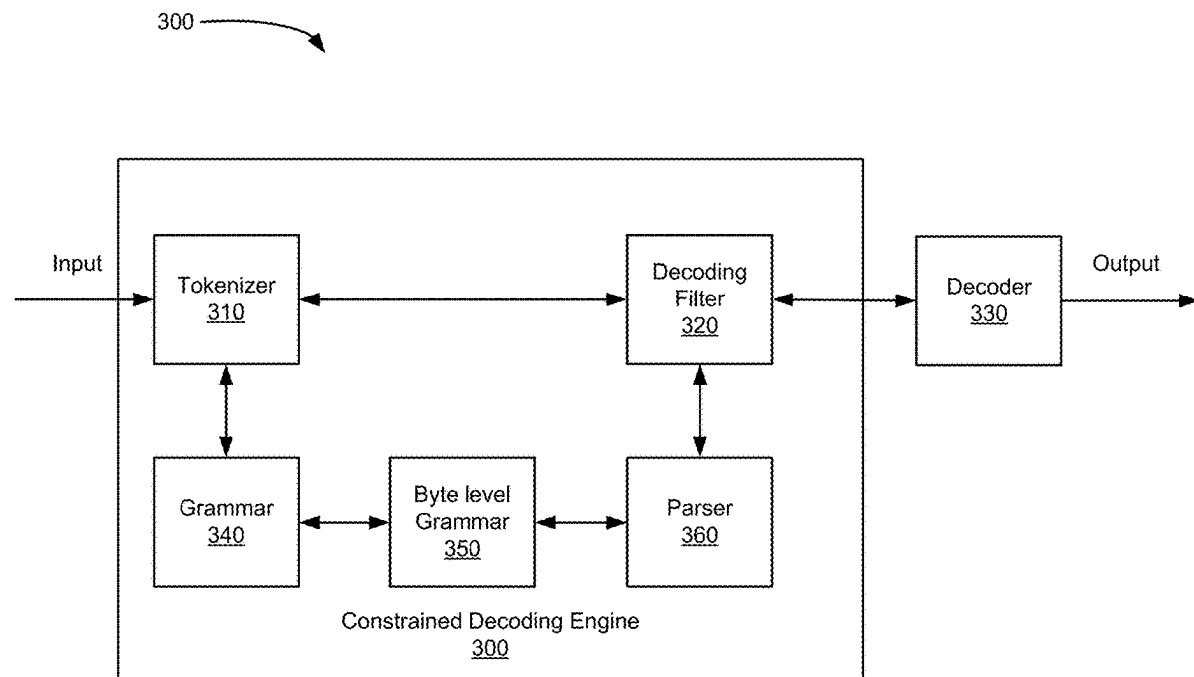 300
Input
Tokenizer
310
Decoding
Filter
320
Decoder
330
Output
Grammar
340
Byte level
Grammar
350
Parser
360
Constrained Decoding Engine
300